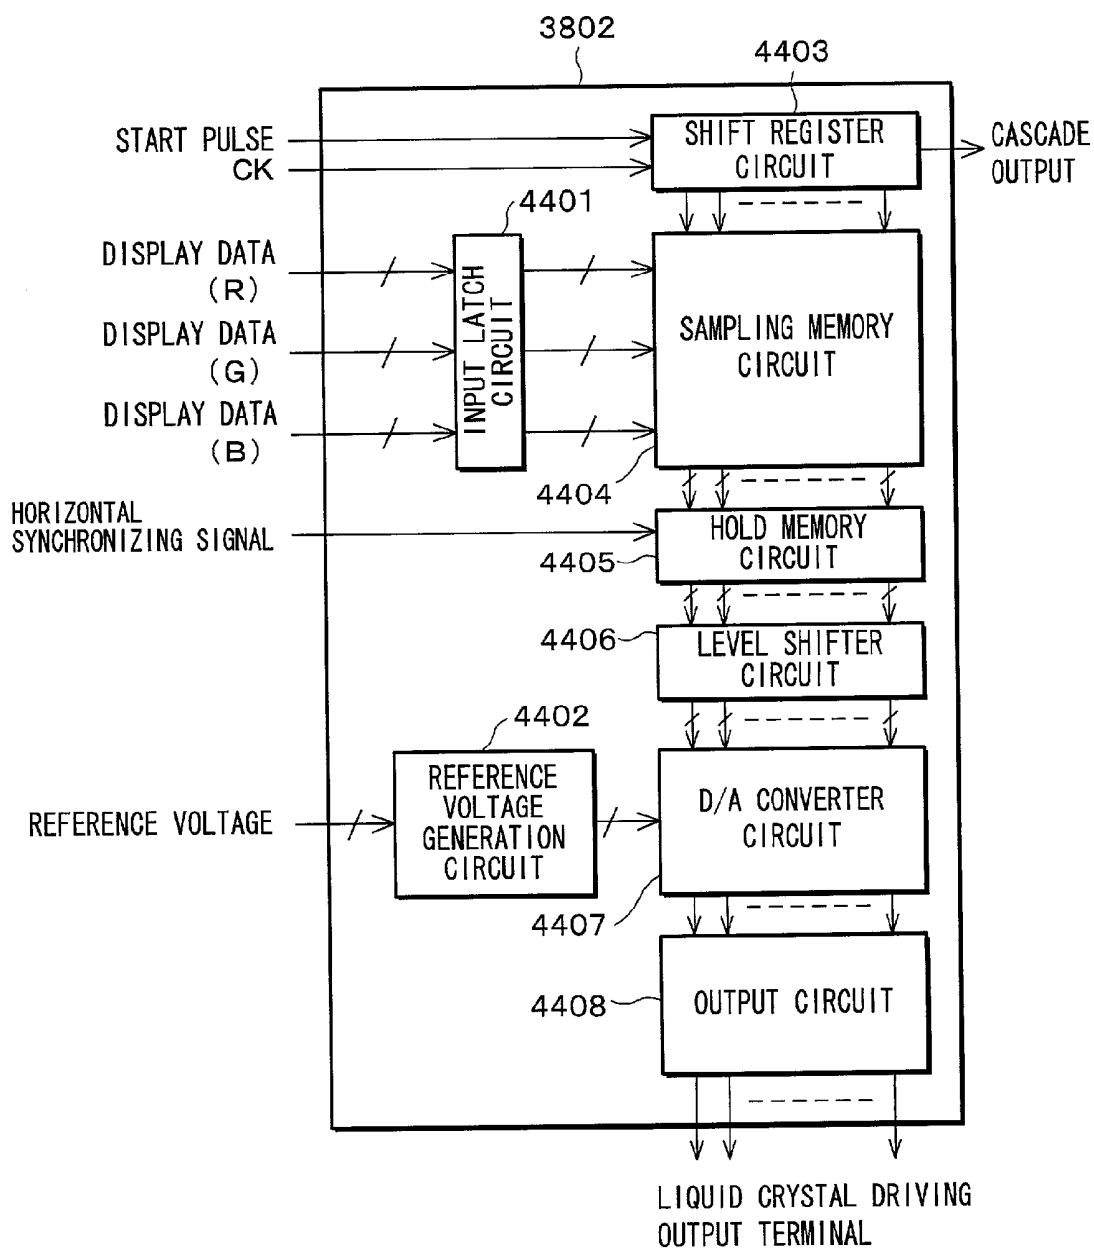 3802
4403
START PULSE
CK
SHIFT REGISTER
CIRCUIT
CASCADE
OUTPUT
4401
DISPLAY DATA
(R)
DISPLAY DATA
(G)
DISPLAY DATA
(B)
INPUT LATCH
CIRCUIT
SAMPLING MEMORY
CIRCUIT
4404
HORIZONTAL
SYNCHRONIZING SIGNAL
HOLD MEMORY
CIRCUIT
4405
4406
LEVEL SHIFTER
CIRCUIT
4402
REFERENCE VOLTAGE
REFERENCE
VOLTAGE
GENERATION
CIRCUIT
D/A CONVERTER
CIRCUIT
4407
OUTPUT CIRCUIT
4408
LIQUID CRYSTAL DRIVING
OUTPUT TERMINAL